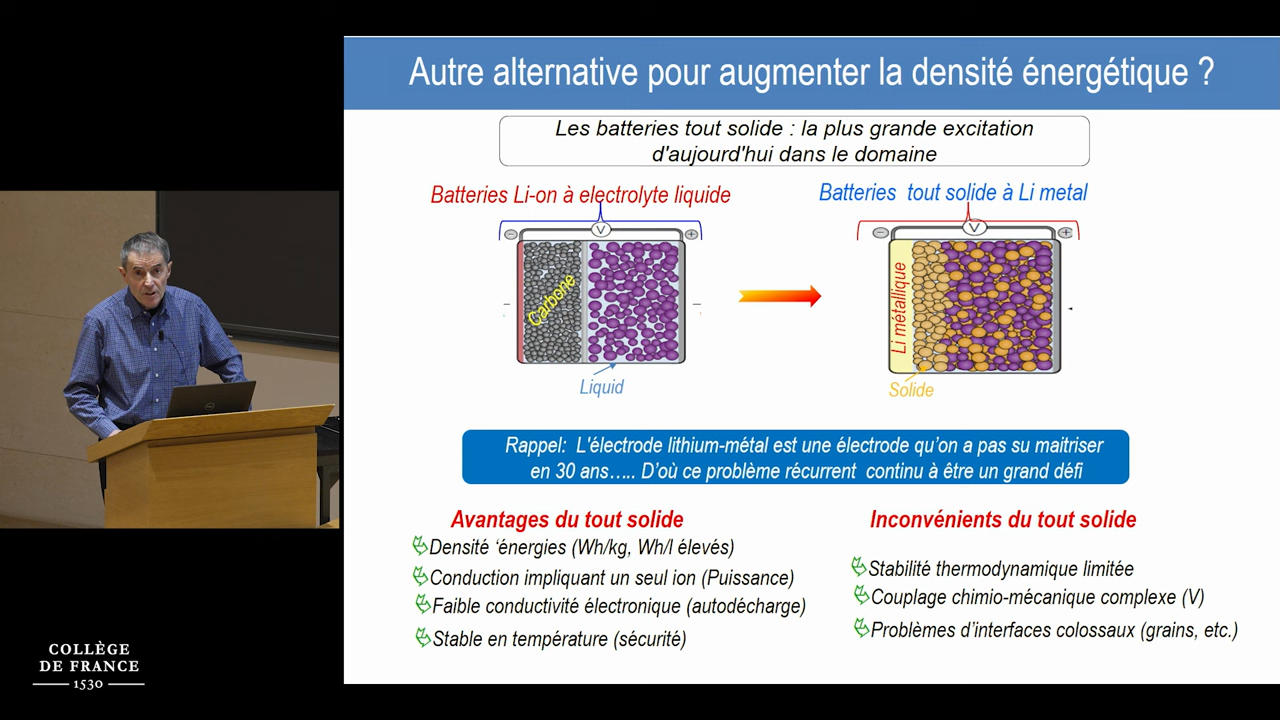 Autre alternative pour augmenter la densité énergétique ?
Les batteries tout solide : la plus grande excitation
d'aujourd'hui dans le domaine
Batteries Li-on à electrolyte liquide
Batteries tout solide à Li metal
V
V
Carbone
Li métallique
Liquid
Solide
Rappel: L'électrode lithium-métal est une électrode qu'on a pas su maitriser
en 30 ans….. D'où ce problème récurrent continu à être un grand défi
Avantages du tout solide
Densité 'énergies (Wh/kg, Wh/l élevés)
Conduction impliquant un seul ion (Puissance)
Faible conductivité électronique (autodécharge)
Stable en température (sécurité)
Inconvénients du tout solide
Stabilité thermodynamique limitée
Couplage chimio-mécanique complexe (V)
Problèmes d'interfaces colossaux (grains, etc.)
COLLÈGE
DE FRANCE
1530